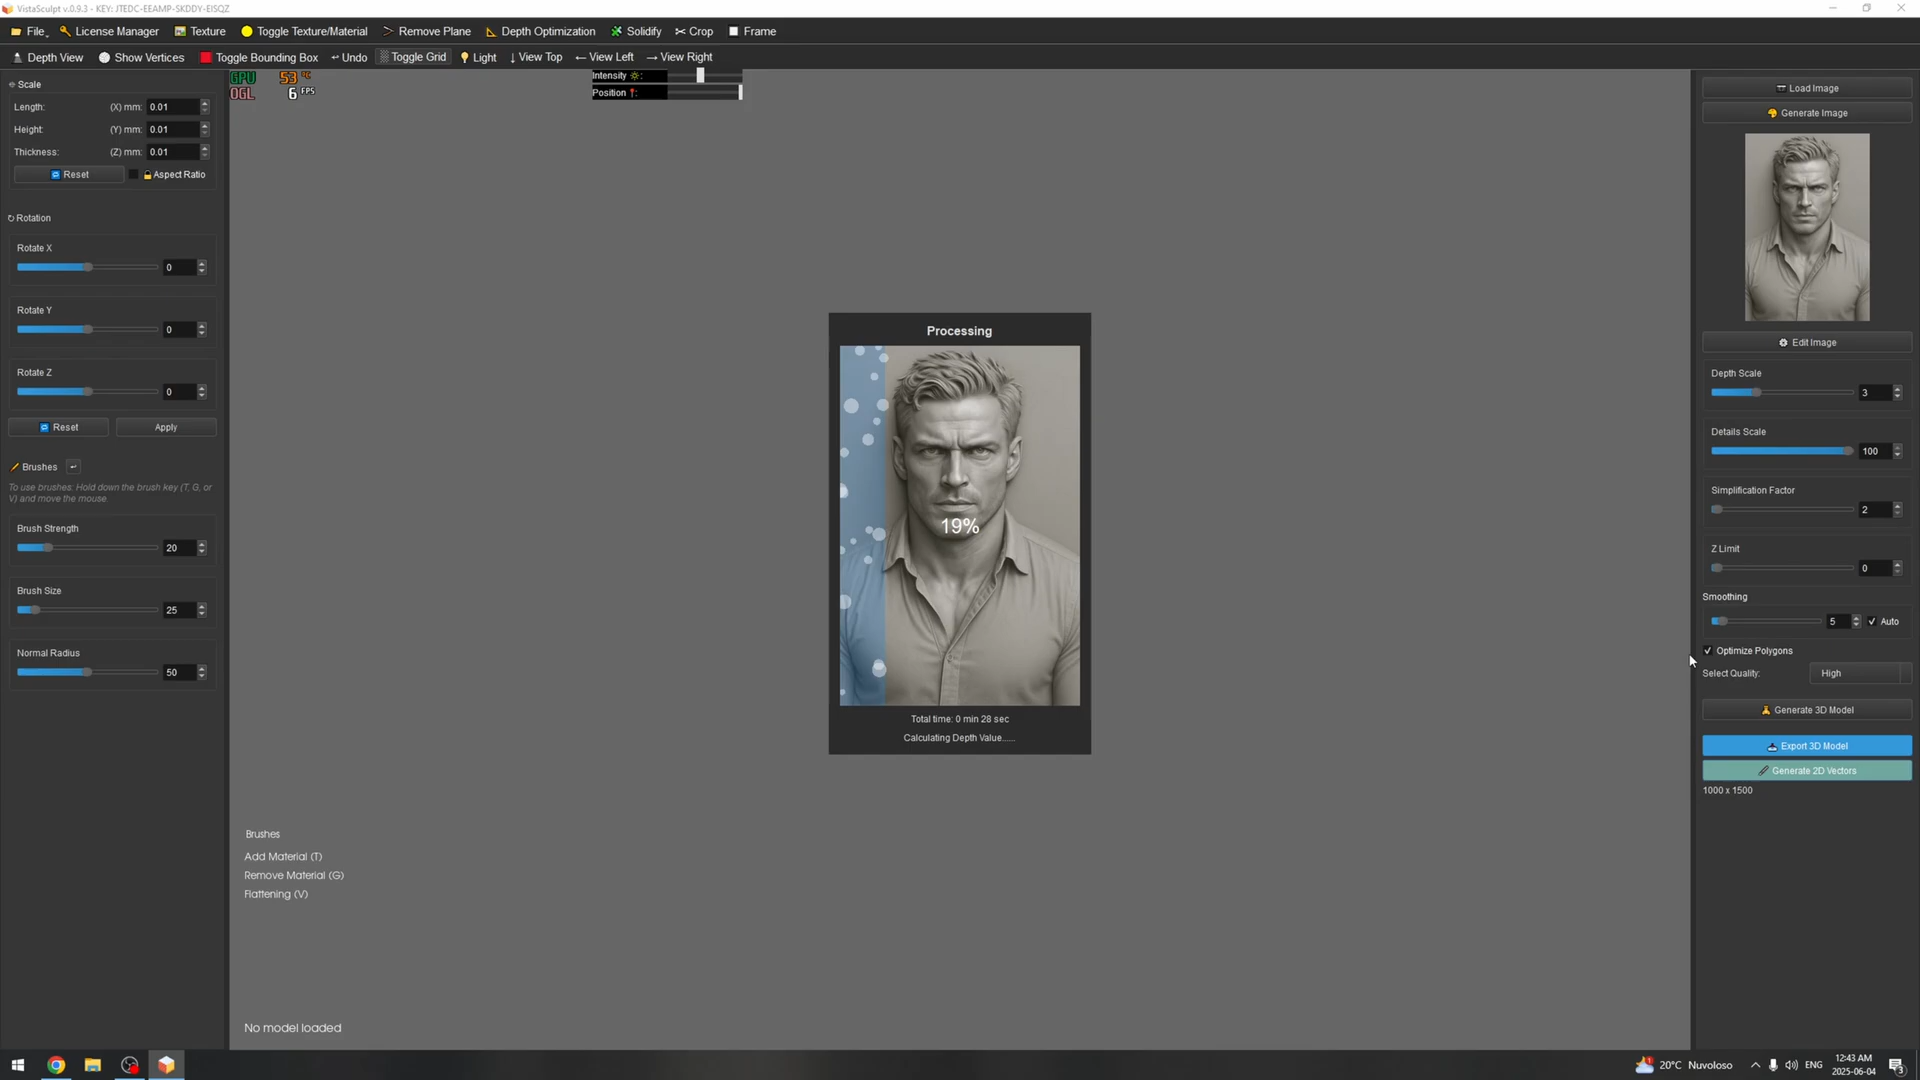 VistaSculpt v.0.9.3 - KEY: JTEDC-EEAMP-SKDDY-EISQZ
File License Manager Texture Toggle Texture/Material Remove Plane Depth Optimization Solidify Crop Frame
Depth View Show Vertices Toggle Bounding Box Undo Toggle Grid Light View Top View Left View Right
Scale
Length: (X) mm: 0.01
Height: (Y) mm: 0.01
Thickness: (Z) mm: 0.01
Reset Aspect Ratio
Rotation
Rotate X
0
Rotate Y
0
Rotate Z
0
Reset Apply
Brushes
To use brushes: Hold down the brush key (T, G, or
V) and move the mouse.
Brush Strength
20
Brush Size
25
Normal Radius
50
GPU 53 °C
OGL 6 FPS
Intensity :
Position :
Processing
19%
Total time: 0 min 28 sec
Calculating Depth Value.....
Brushes
Add Material (T)
Remove Material (G)
Flattening (V)
No model loaded
Load Image
Generate Image
Edit Image
Depth Scale
3
Details Scale
100
Simplification Factor
2
Z Limit
0
Smoothing
5 Auto
Optimize Polygons
Select Quality: High
Generate 3D Model
Export 3D Model
Generate 2D Vectors
1000 x 1500
20°C Nuvoloso ENG 12:43 AM
2025-06-04 3